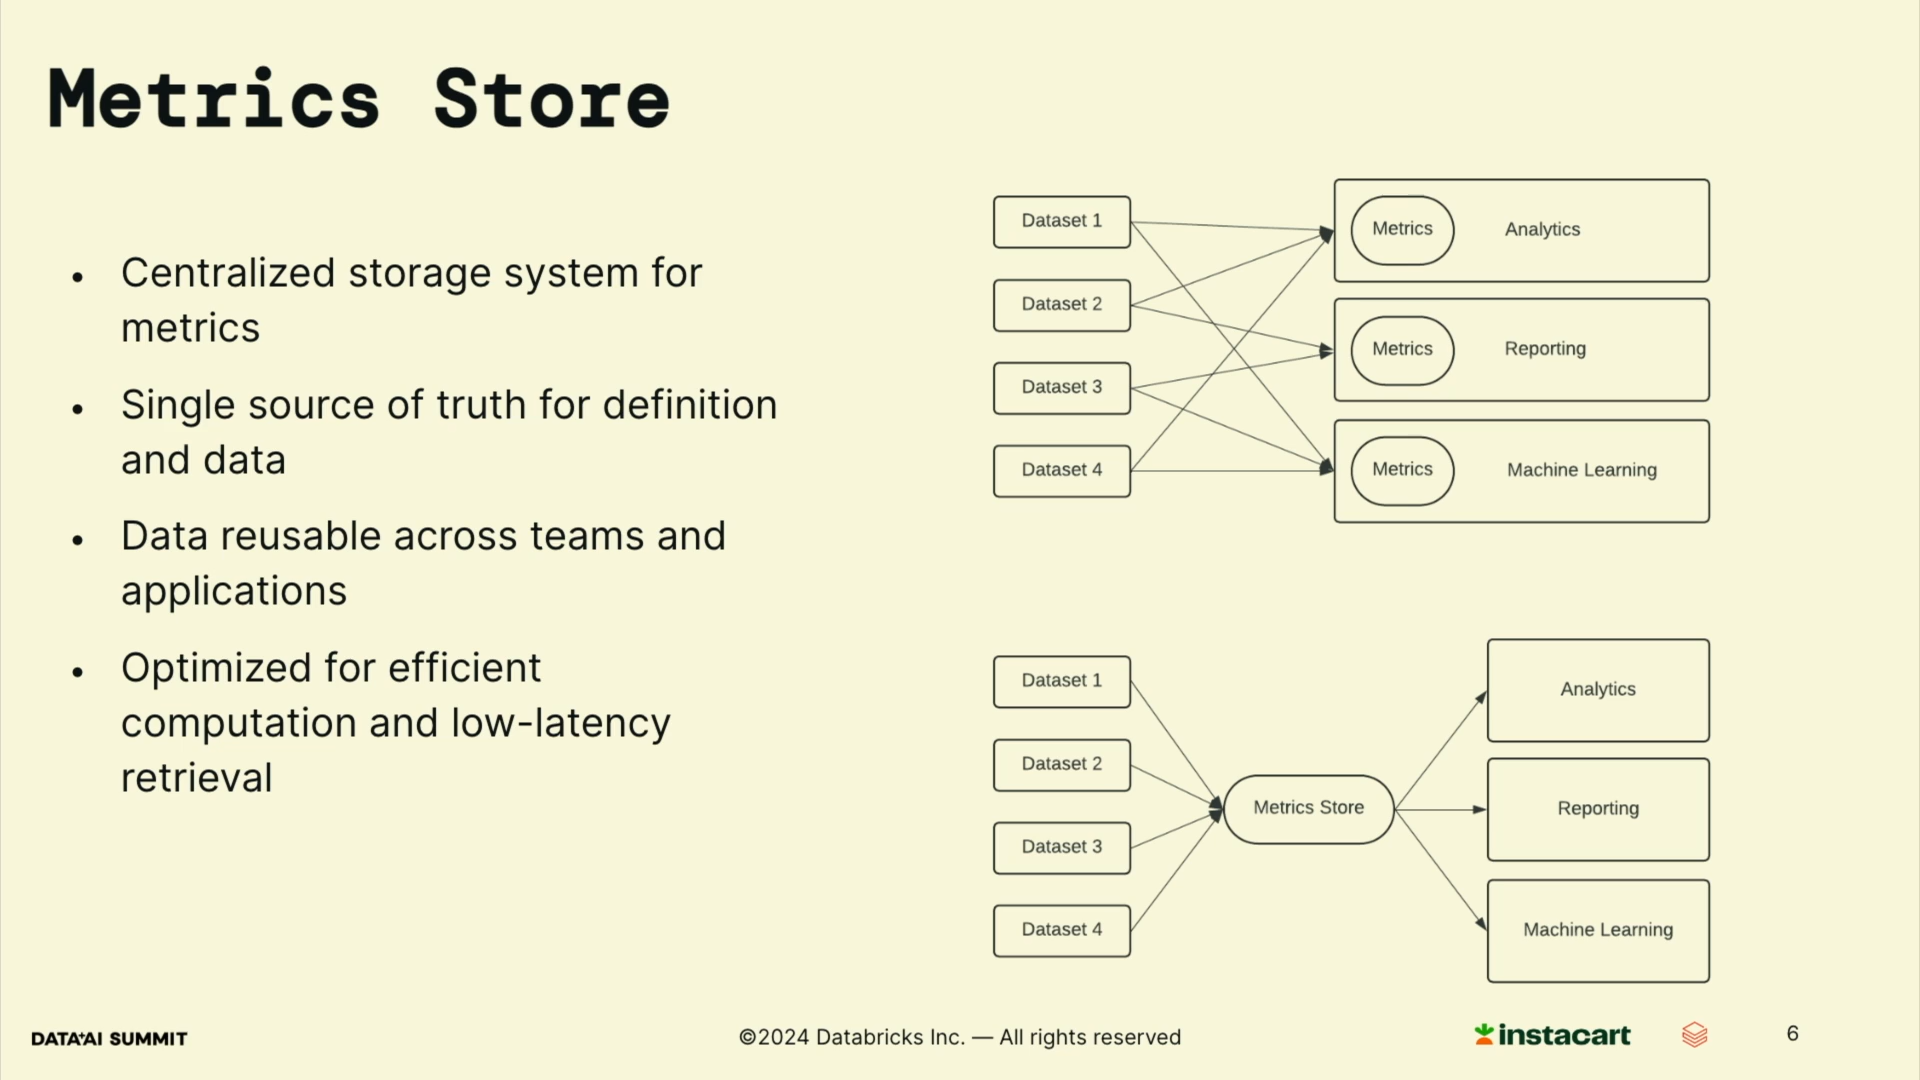 Metrics Store
• Centralized storage system for
metrics
• Single source of truth for definition
and data
• Data reusable across teams and
applications
• Optimized for efficient
computation and low-latency
retrieval
Dataset 1
Dataset 2
Dataset 3
Dataset 4
Metrics Analytics
Metrics Reporting
Metrics Machine Learning
Dataset 1
Dataset 2
Dataset 3
Dataset 4
Metrics Store
Analytics
Reporting
Machine Learning
DATA+AI SUMMIT
©2024 Databricks Inc. — All rights reserved
instacart
6